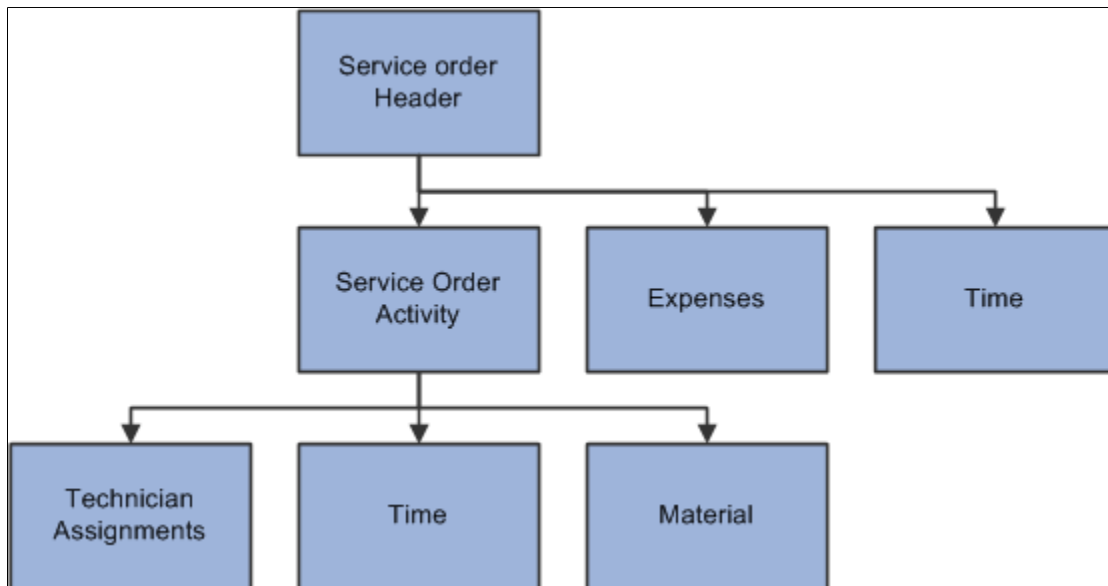 Service order
Header
Service Order
Activity
Expenses
Time
Technician
Assignments
Time
Material